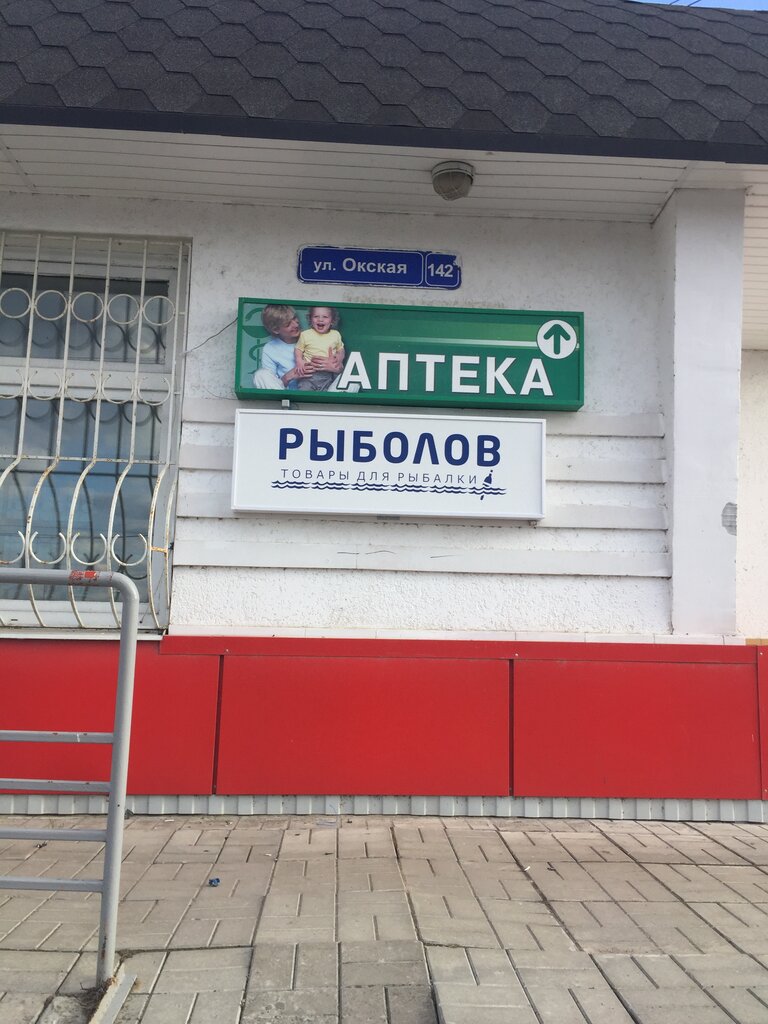 ул. Окская 142
АПТЕКА
РЫБОЛОВ
ТОВАРЫ ДЛЯ РЫБАЛКИ